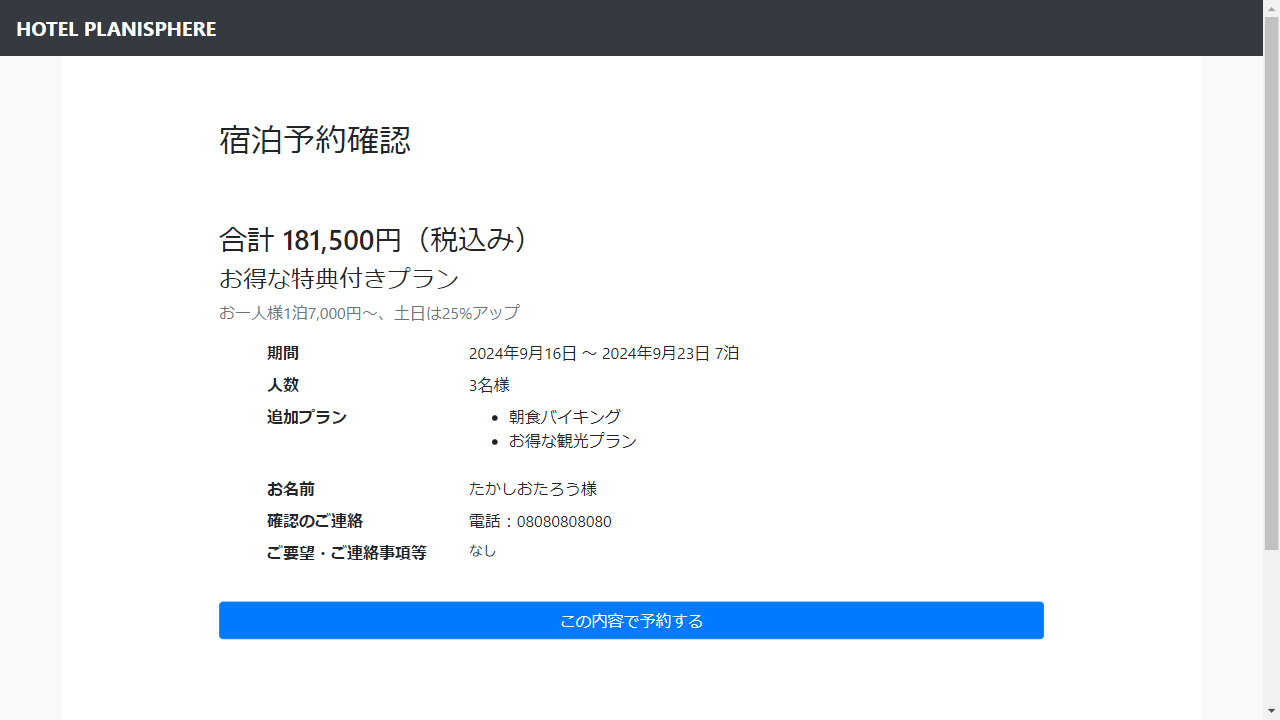 HOTEL PLANISPHERE
宿泊予約確認
合計 181,500円（税込み）
お得な特典付きプラン
お一人様1泊7,000円～、土日は25%アップ
期間 2024年9月16日 ～ 2024年9月23日 7泊
人数 3名様
追加プラン
• 朝食バイキング
• お得な観光プラン
お名前 たかしおたろう様
確認のご連絡 電話：08080808080
ご要望・ご連絡事項等 なし
この内容で予約する